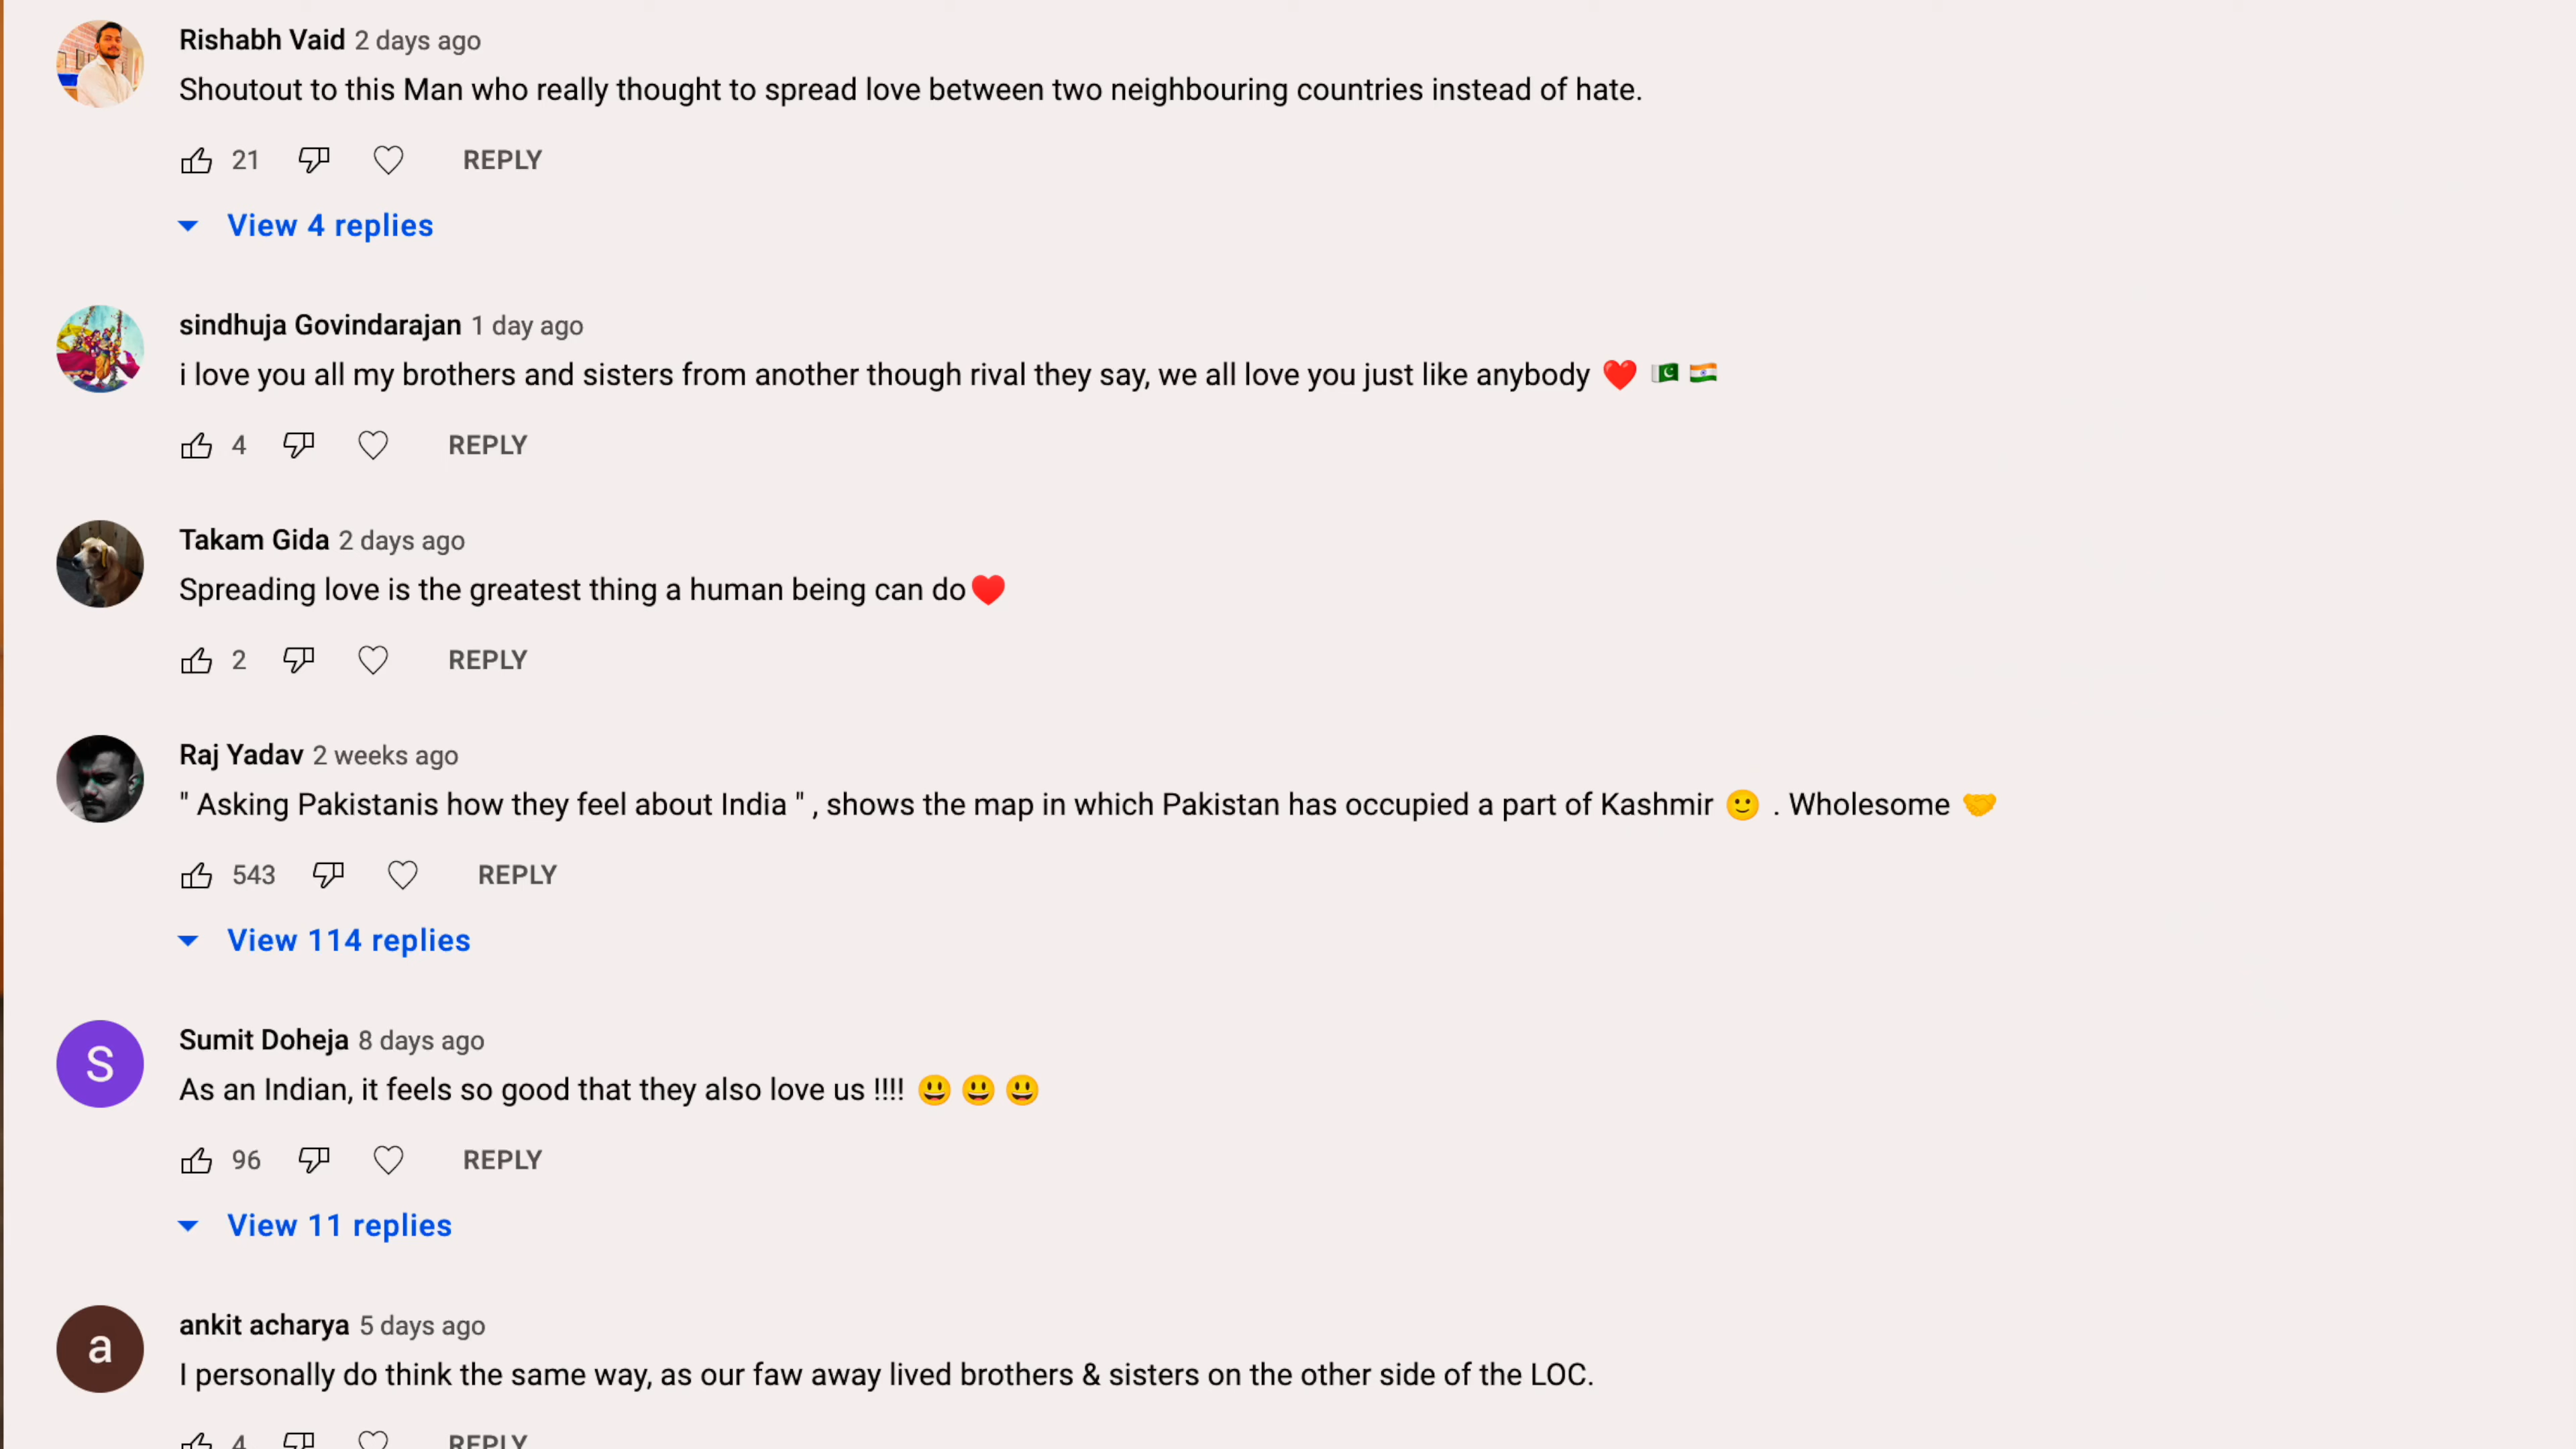 Rishabh Vaid 2 days ago
Shoutout to this Man who really thought to spread love between two neighbouring countries instead of hate.
21 REPLY
View 4 replies
sindhuja Govindarajan 1 day ago
i love you all my brothers and sisters from another though rival they say, we all love you just like anybody ❤️ 🇵🇰 🇮🇳
4 REPLY
Takam Gida 2 days ago
Spreading love is the greatest thing a human being can do❤️
2 REPLY
Raj Yadav 2 weeks ago
" Asking Pakistanis how they feel about India " , shows the map in which Pakistan has occupied a part of Kashmir 🙂 . Wholesome 🤝
543 REPLY
View 114 replies
S
Sumit Doheja 8 days ago
As an Indian, it feels so good that they also love us !!!! 😃 😃 😃
96 REPLY
View 11 replies
a
ankit acharya 5 days ago
I personally do think the same way, as our faw away lived brothers & sisters on the other side of the LOC.
4 REPLY